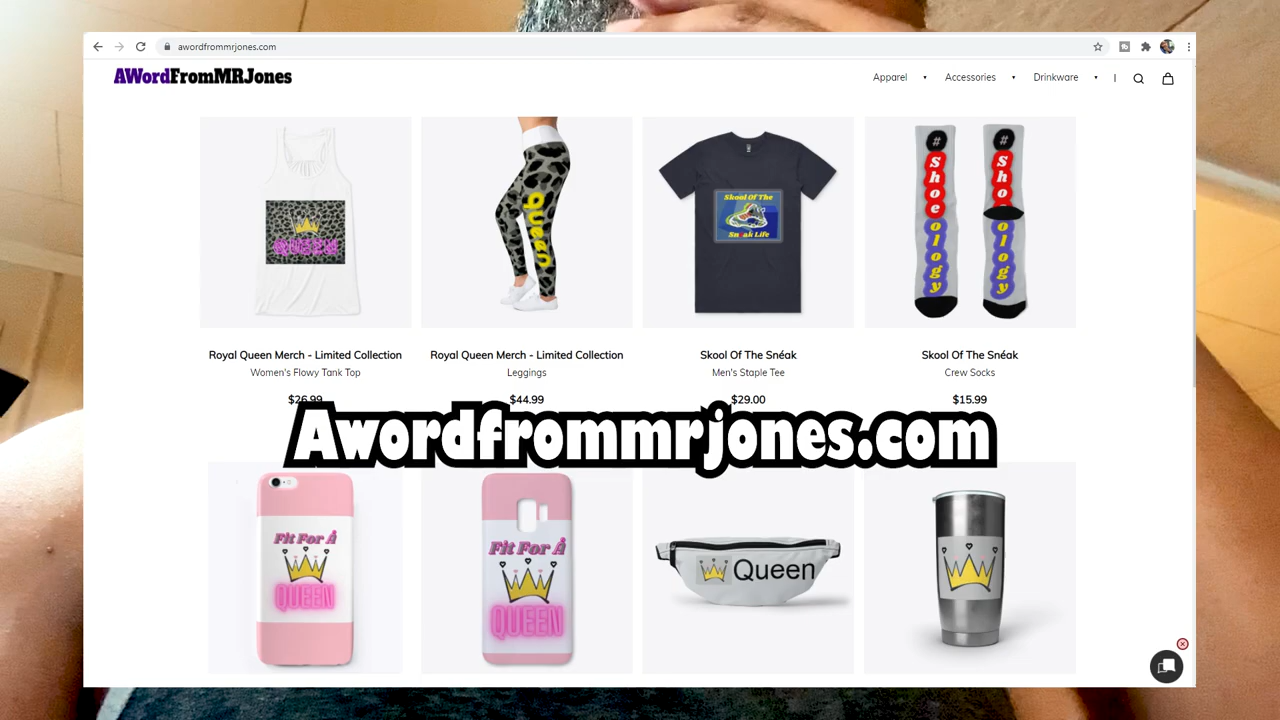 awordfrommrjones.com
AWordFromMRJones
Apparel Accessories Drinkware
QUEEN
Queen
Skool Of The
Sneak Life
#Shoeology
#Shoology
Royal Queen Merch - Limited Collection
Women's Flowy Tank Top
$26.99
Royal Queen Merch - Limited Collection
Leggings
$44.99
Skool Of The Snéak
Men's Staple Tee
$29.00
Skool Of The Snéak
Crew Socks
$15.99
Awordfrommrjones.com
Fit For Å
QUEEN
Fit For Å
QUEEN
Queen